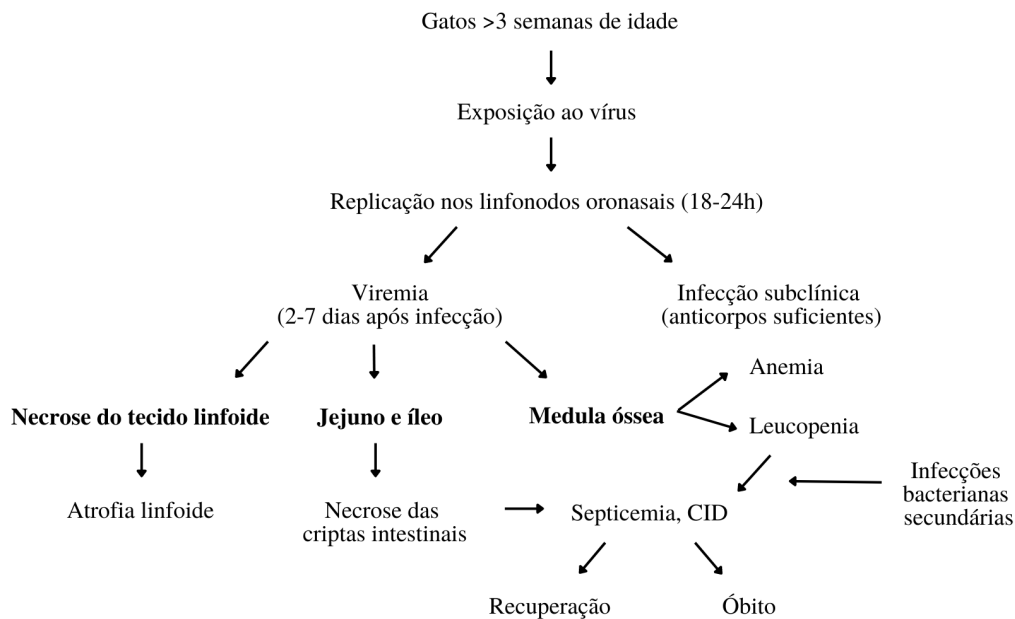 Gatos >3 semanas de idade
Exposição ao vírus
Replicação nos linfonodos oronasais (18-24h)
Viremia
(2-7 dias após infecção)
Infecção subclínica
(anticorpos suficientes)
Necrose do tecido linfoide
Jejuno e íleo
Medula óssea
Anemia
Leucopenia
Atrofia linfoide
Necrose das
criptas intestinais
Septicemia, CID
Infecções
bacterianas
secundárias
Recuperação
Óbito